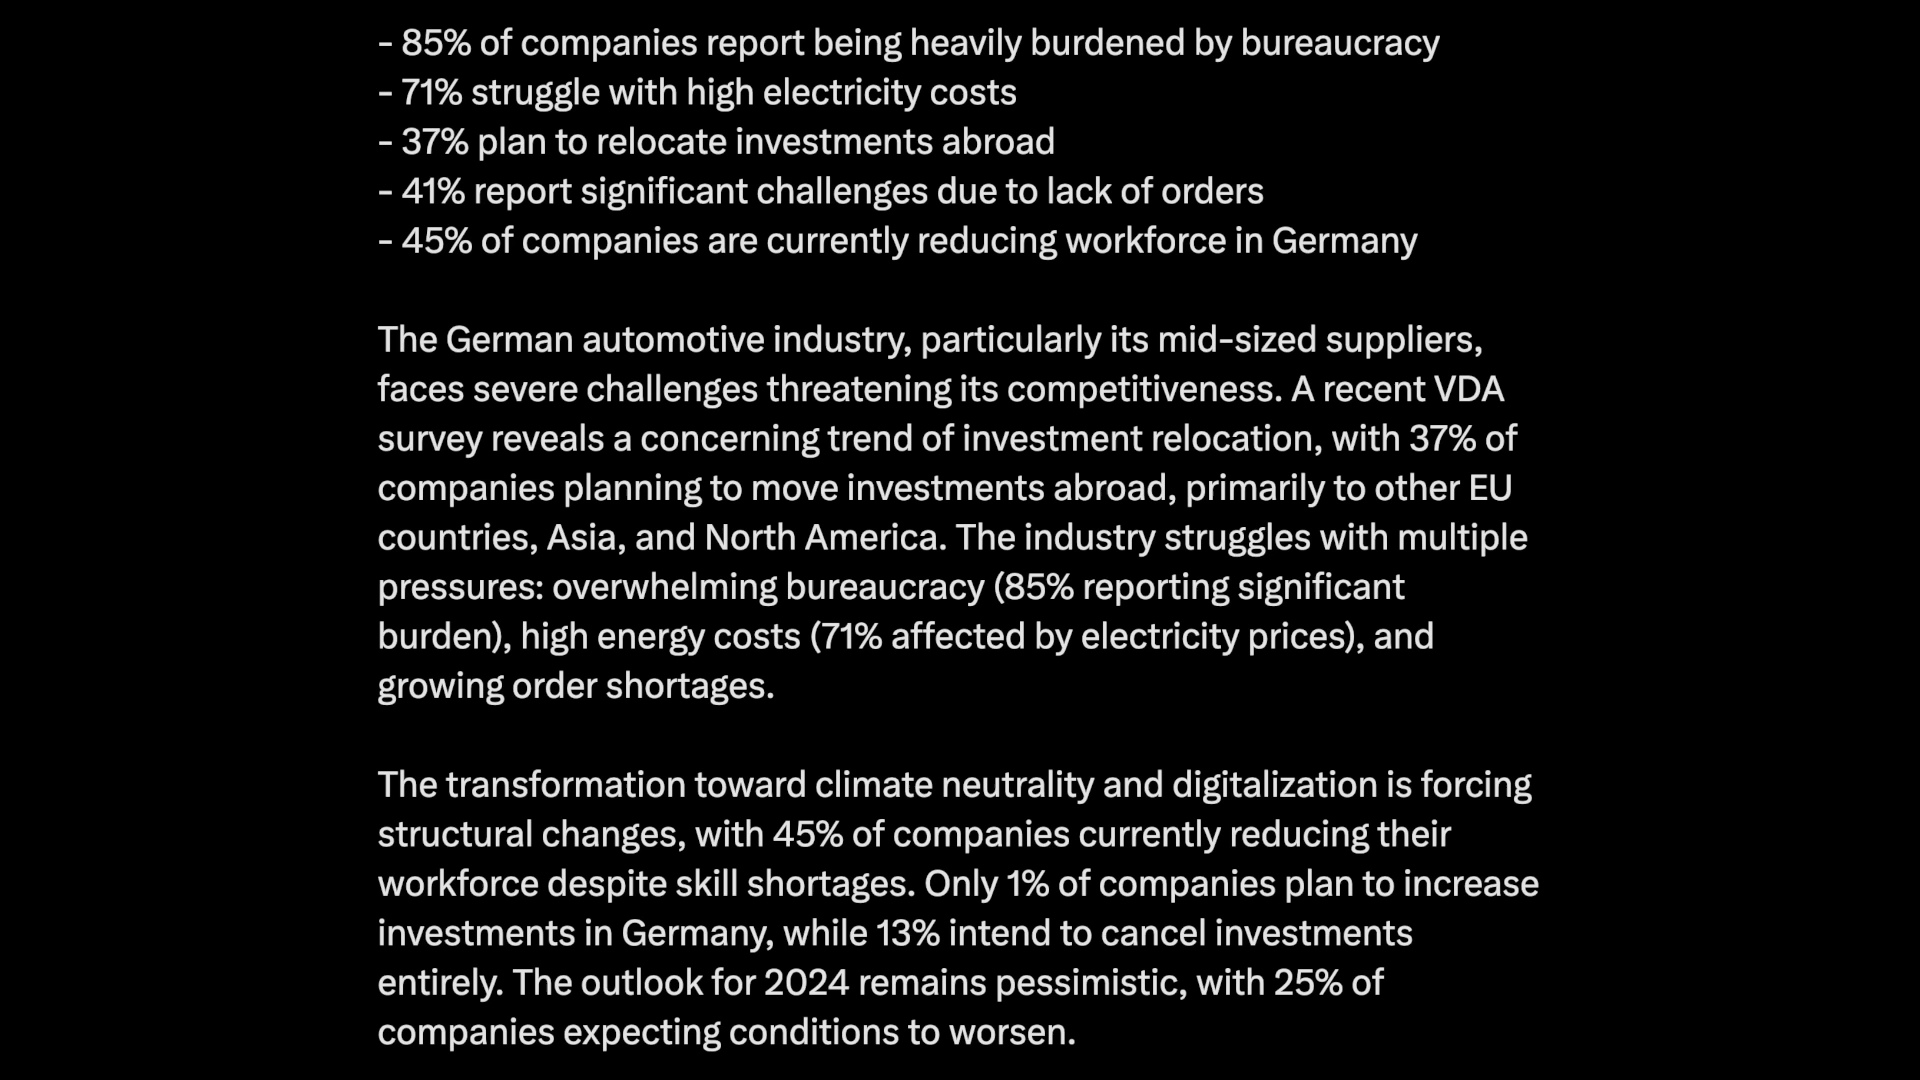 - 85% of companies report being heavily burdened by bureaucracy
- 71% struggle with high electricity costs
- 37% plan to relocate investments abroad
- 41% report significant challenges due to lack of orders
- 45% of companies are currently reducing workforce in Germany
The German automotive industry, particularly its mid-sized suppliers,
faces severe challenges threatening its competitiveness. A recent VDA
survey reveals a concerning trend of investment relocation, with 37% of
companies planning to move investments abroad, primarily to other EU
countries, Asia, and North America. The industry struggles with multiple
pressures: overwhelming bureaucracy (85% reporting significant
burden), high energy costs (71% affected by electricity prices), and
growing order shortages.
The transformation toward climate neutrality and digitalization is forcing
structural changes, with 45% of companies currently reducing their
workforce despite skill shortages. Only 1% of companies plan to increase
investments in Germany, while 13% intend to cancel investments
entirely. The outlook for 2024 remains pessimistic, with 25% of
companies expecting conditions to worsen.